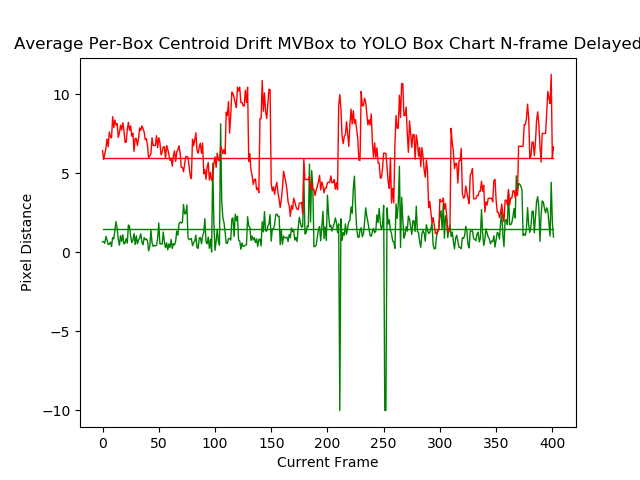 Average Per-Box Centroid Drift MVBox to YOLO Box Chart N-frame Delayed
10
5
0
−5
−10
Pixel Distance
0 50 100 150 200 250 300 350 400
Current Frame